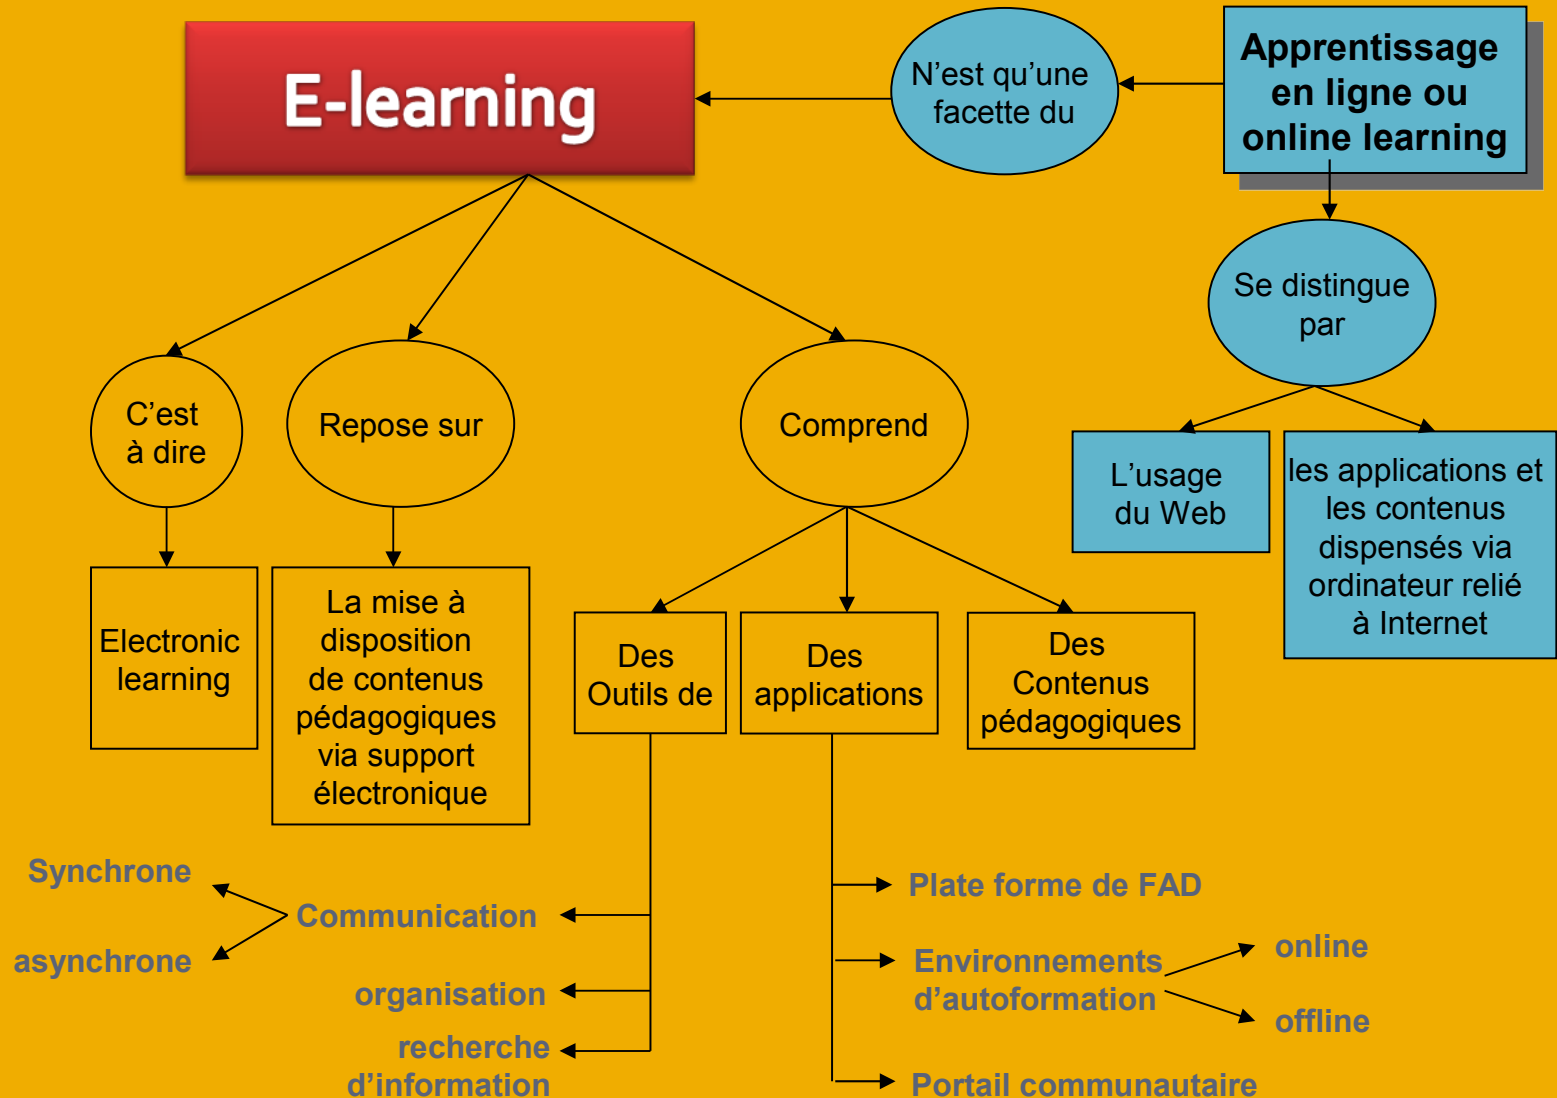 E-learning
N'est qu'une
facette du
Apprentissage
en ligne ou
online learning
Se distingue
par
C'est
à dire
Repose sur
Comprend
L'usage
du Web
les applications et
les contenus
dispensés via
ordinateur relié
à Internet
Electronic
learning
La mise à
disposition
de contenus
pédagogiques
via support
électronique
Des
Outils de
Des
applications
Des
Contenus
pédagogiques
Synchrone
Communication
asynchrone
organisation
recherche
d'information
Plate forme de FAD
Environnements
d'autoformation
online
offline
Portail communautaire